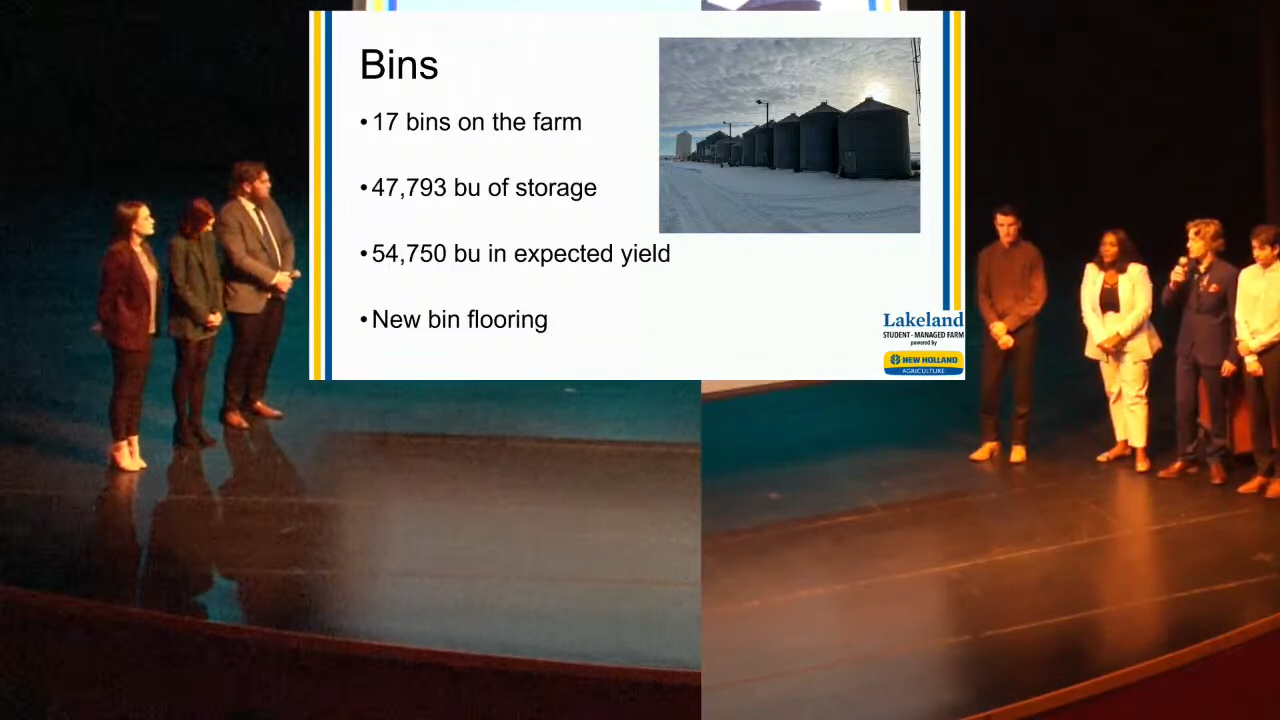 Bins
• 17 bins on the farm
• 47,793 bu of storage
• 54,750 bu in expected yield
• New bin flooring
Lakeland
STUDENT-MANAGED FARM
powered by
NEW HOLLAND
AGRICULTURE